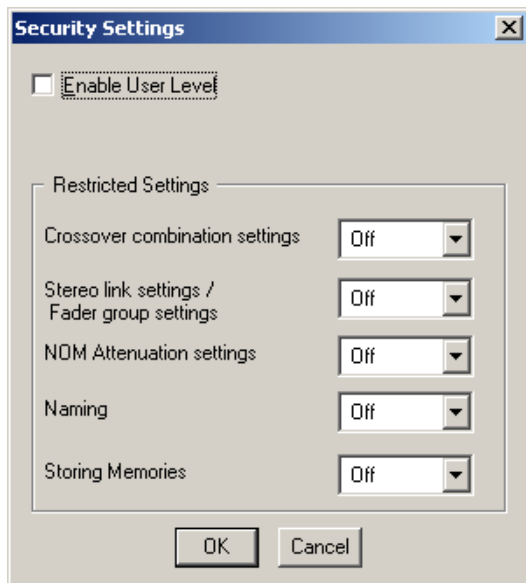 Security Settings
Enable User Level
Restricted Settings
Crossover combination settings Off
Stereo link settings /
Fader group settings Off
NOM Attenuation settings Off
Naming Off
Storing Memories Off
OK Cancel